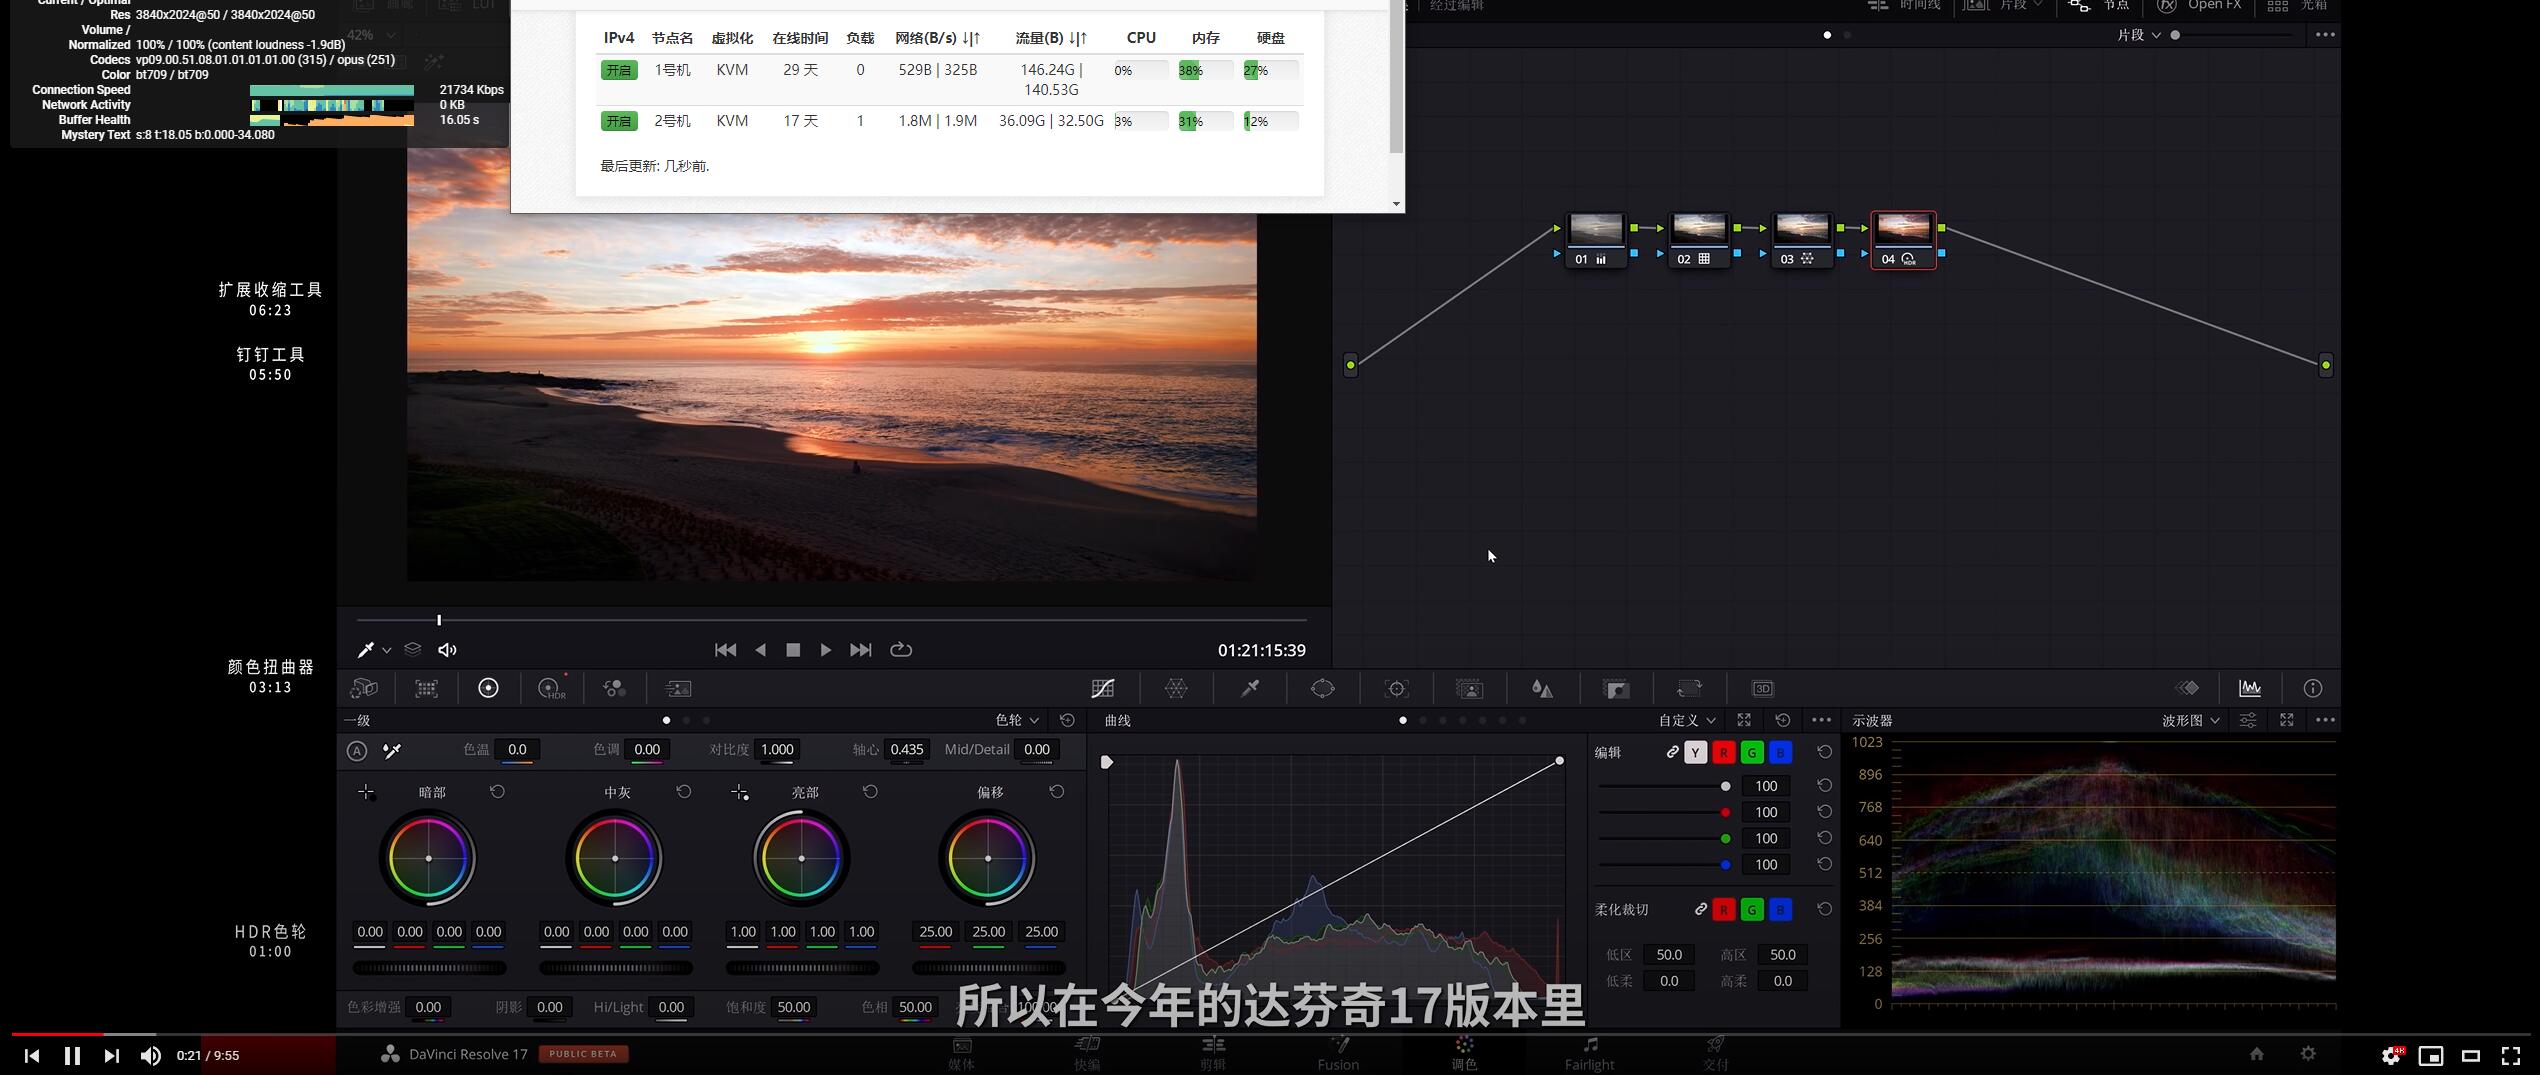 Current / Optimal
Res 3840x2024@50 / 3840x2024@50
Volume /
Normalized 100% / 100% (content loudness -1.9dB)
Codecs vp09.00.51.08.01.01.01.01.00 (315) / opus (251)
Color bt709 / bt709
Connection Speed 21734 Kbps
Network Activity 0 KB
Buffer Health 16.05 s
Mystery Text s:8 t:18.05 b:0.000-34.080
画廊 LUT
42%
IPv4 节点名 虚拟化 在线时间 负载 网络(B/s) ↓|↑ 流量(B) ↓|↑ CPU 内存 硬盘
开启 1号机 KVM 29 天 0 529B | 325B 146.24G | 140.53G 0% 38% 27%
开启 2号机 KVM 17 天 1 1.8M | 1.9M 36.09G | 32.50G 3% 31% 12%
最后更新: 几秒前.
经过编辑 时间线 片段 节点 Open FX 光箱
片段
01 02 03 04 HDR
扩展收缩工具
06:23
钉钉工具
05:50
颜色扭曲器
03:13
HDR色轮
01:00
01:21:15:39
HDR 3D
一级 色轮 曲线 自定义 示波器 波形图
A 色温 0.0 色调 0.00 对比度 1.000 轴心 0.435 Mid/Detail 0.00
暗部 中灰 亮部 偏移
0.00 0.00 0.00 0.00 0.00 0.00 0.00 0.00 1.00 1.00 1.00 1.00 25.00 25.00 25.00
色彩增强 0.00 阴影 0.00 Hi/Light 0.00 饱和度 50.00 色相 50.00
编辑 Y R G B
100
100
100
100
柔化裁切 R G B
低区 50.0 高区 50.0
低柔 0.0 高柔 0.0
1023
896
768
640
512
384
256
128
0
所以在今年的达芬奇17版本里
0:21 / 9:55
DaVinci Resolve 17 PUBLIC BETA
媒体 快编 剪辑 Fusion 调色 Fairlight 交付
4K